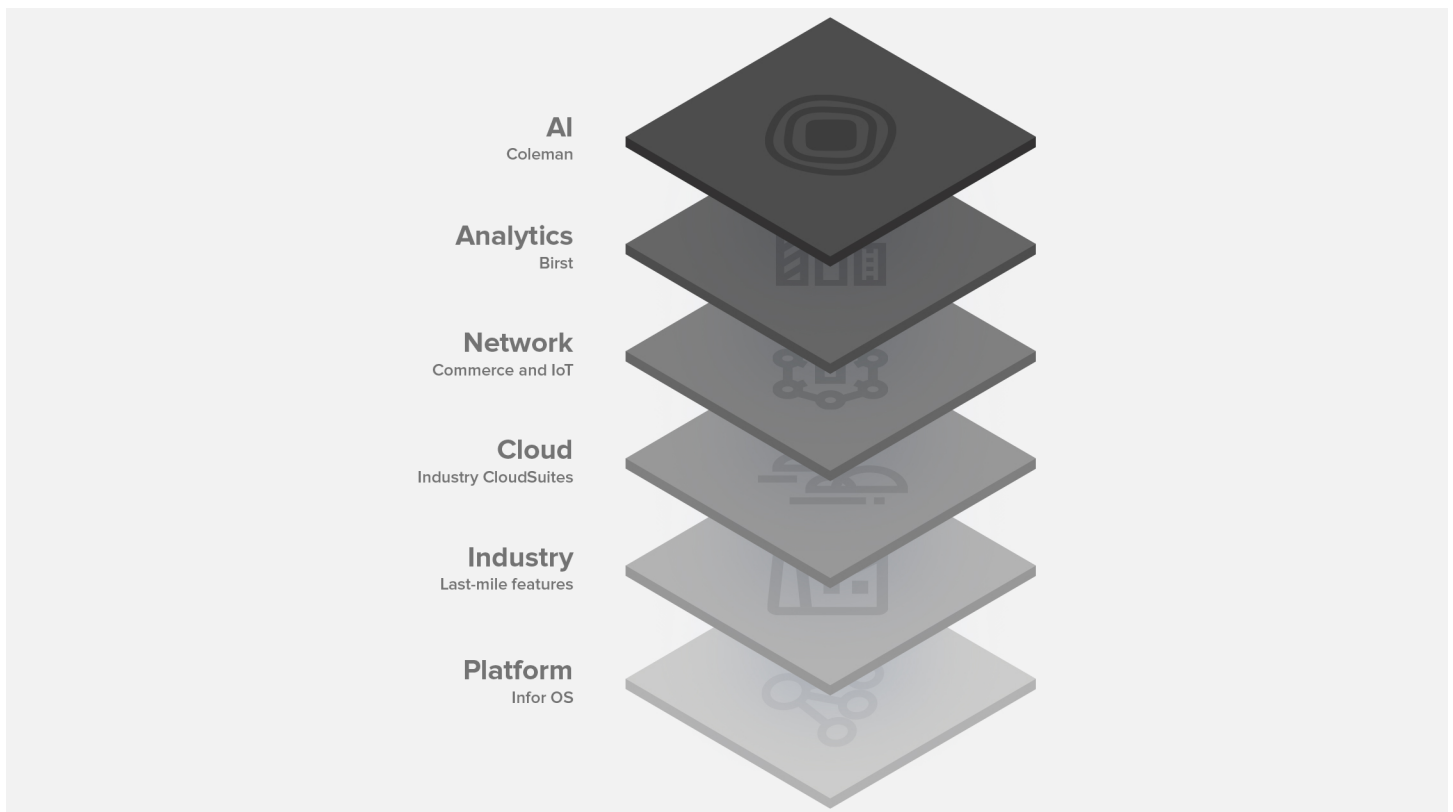 AI
Coleman
Analytics
Birst
Network
Commerce and IoT
Cloud
Industry CloudSuites
Industry
Last-mile features
Platform
Infor OS